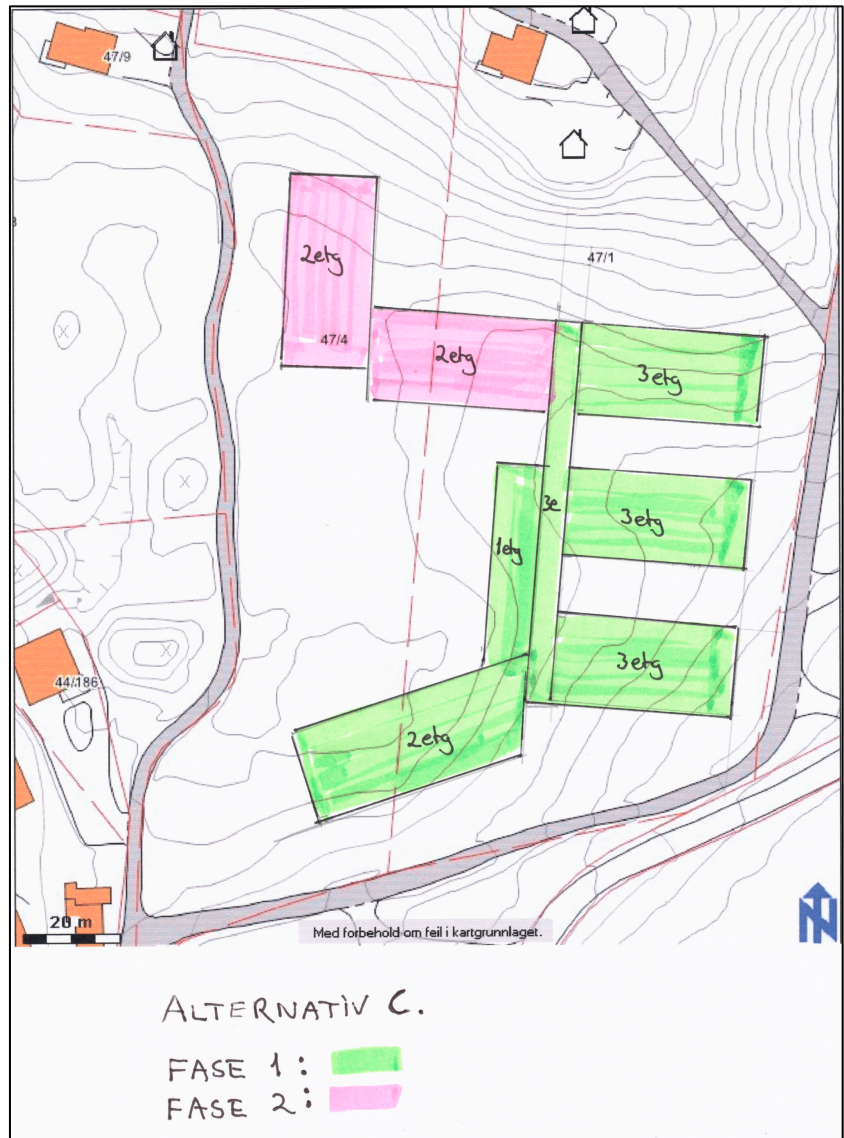 47/9
47/1
2etg
47/4
2etg
3etg
3e
3etg
1etg
3etg
44/186
2etg
20 m
N
Med forbehold om feil i kartgrunnlaget.
ALTERNATIV C.
FASE 1:
FASE 2: